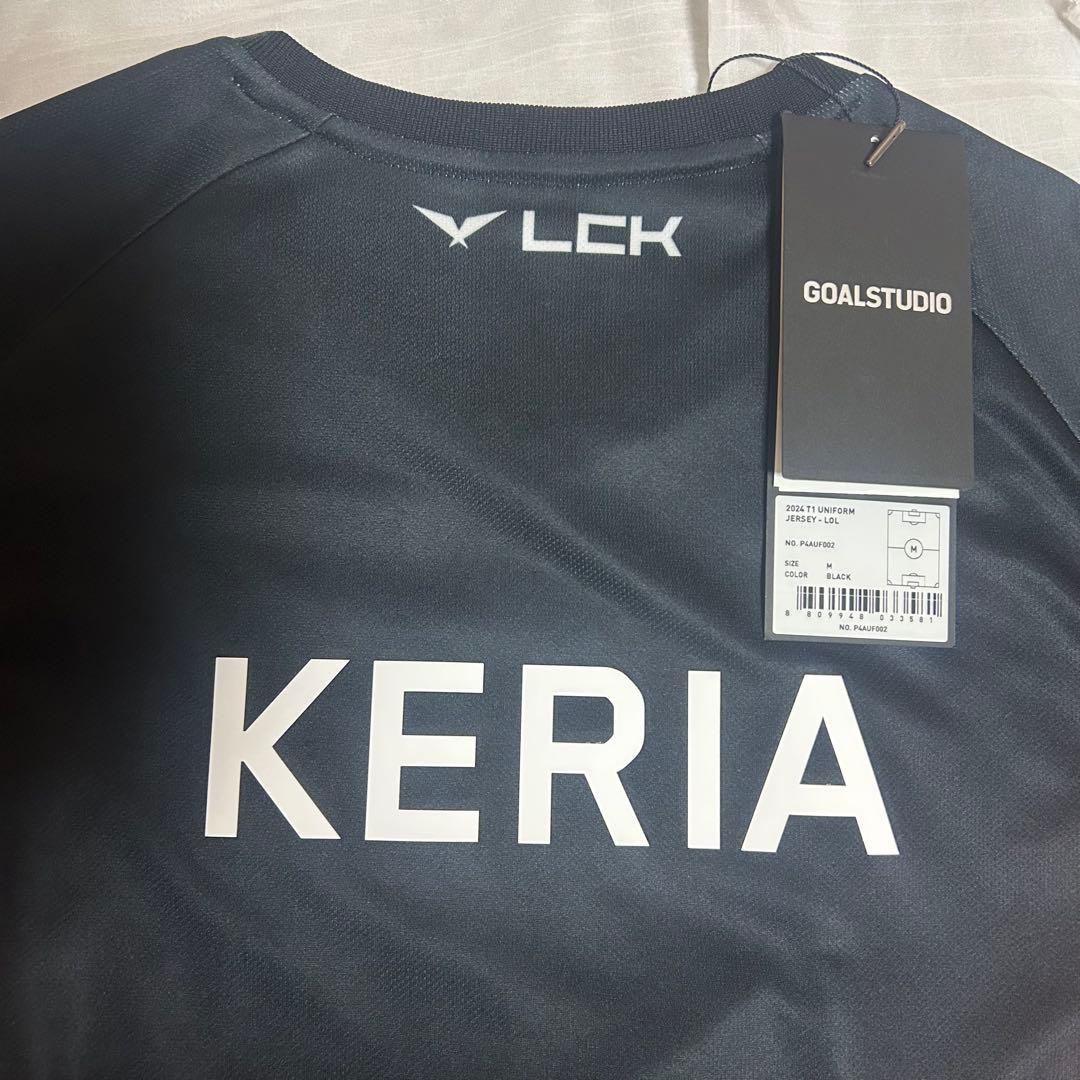 LCK
GOALSTUDIO
2024 T1 UNIFORM
JERSEY - LOL
NO. P4AUF002
M
SIZE M
COLOR BLACK
8 809948 033581
NO. P4AUF002
KERIA